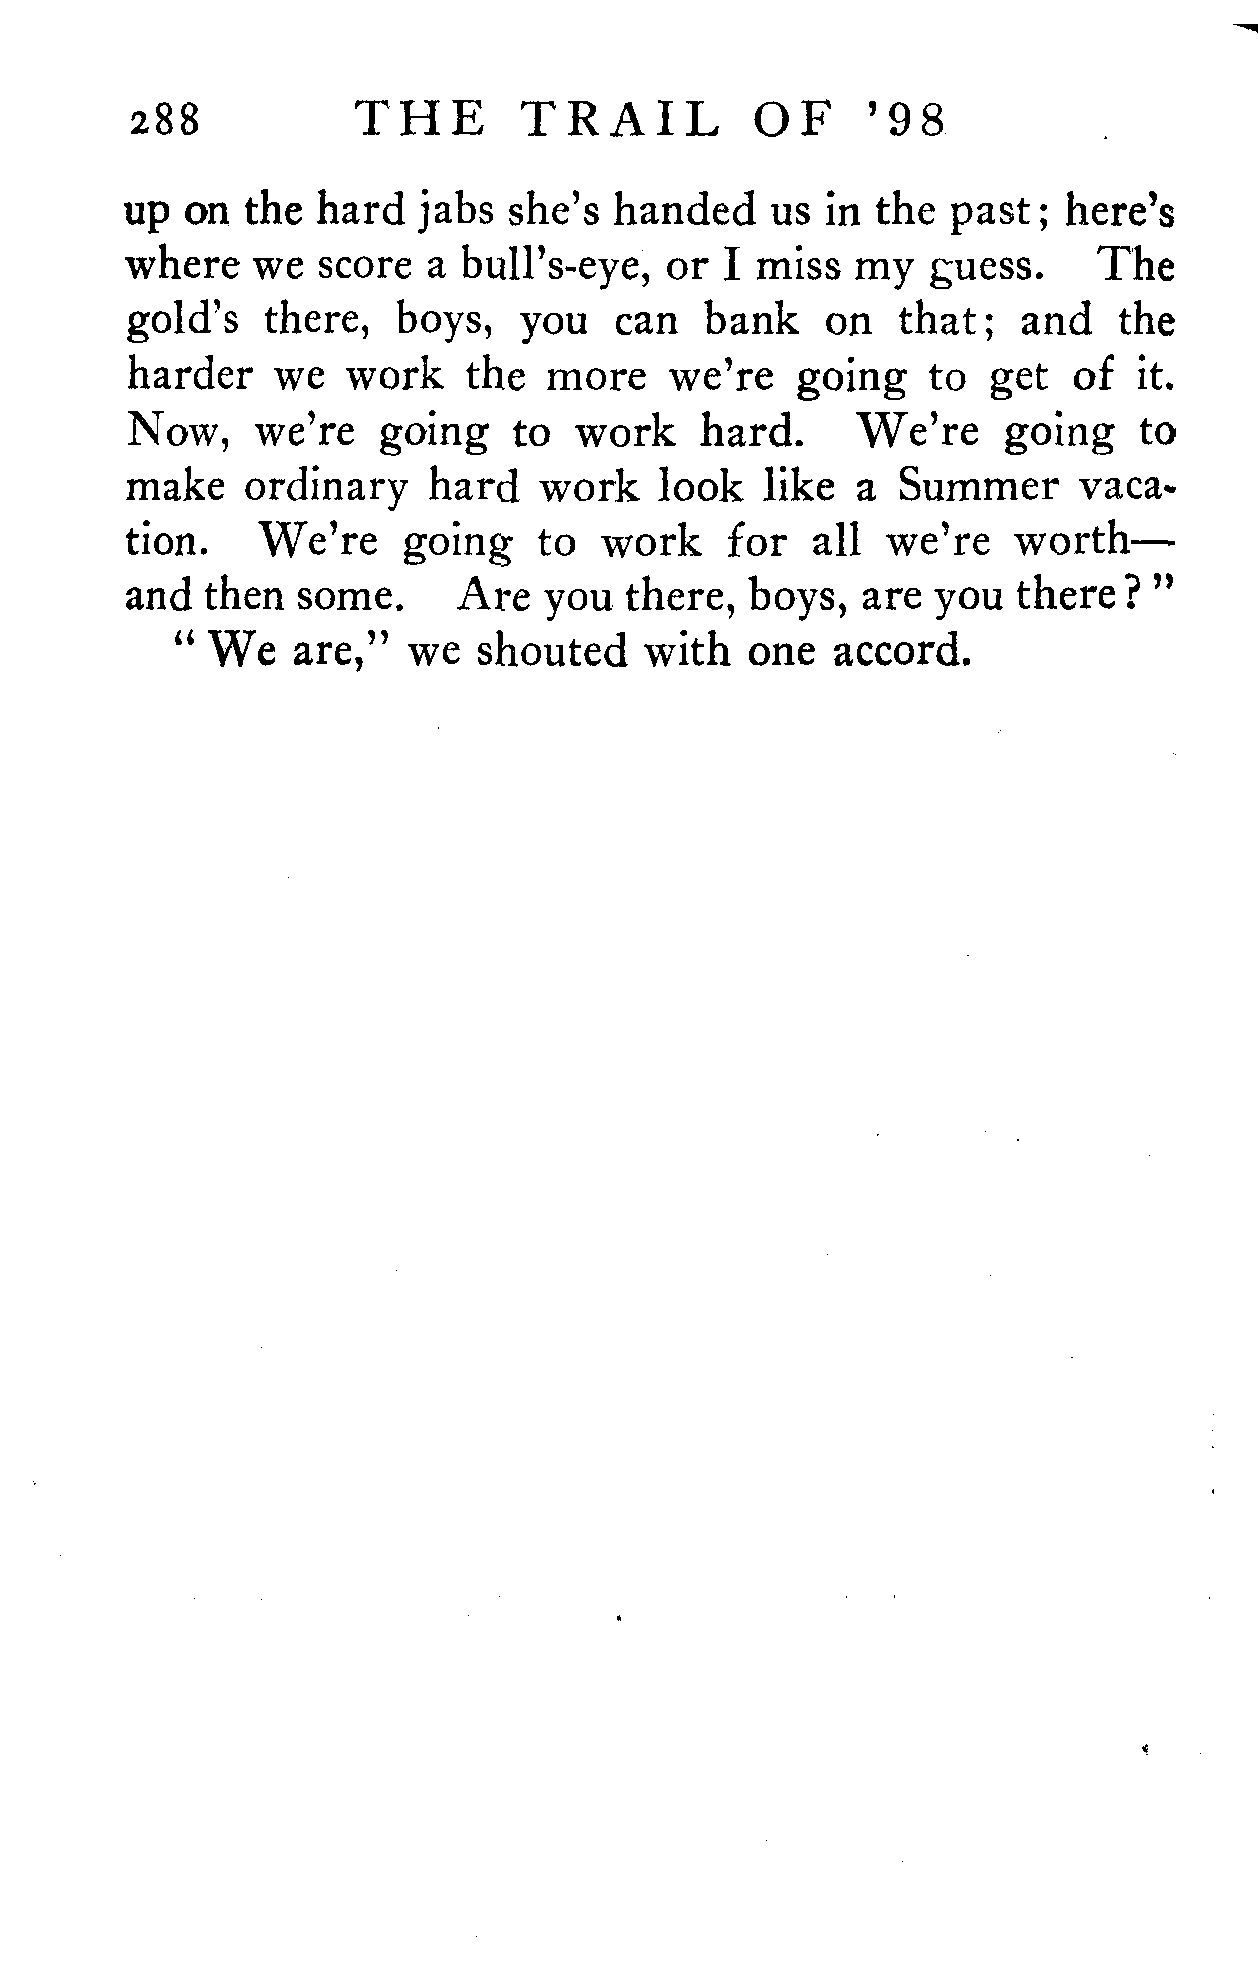 288 THE TRAIL OF '98
up on the hard jabs she's handed us in the past; here's
where we score a bull's-eye, or I miss my guess. The
gold's there, boys, you can bank on that; and the
harder we work the more we're going to get of it.
Now, we're going to work hard. We're going to
make ordinary hard work look like a Summer vaca-
tion. We're going to work for all we're worth—
and then some. Are you there, boys, are you there?"
"We are," we shouted with one accord.